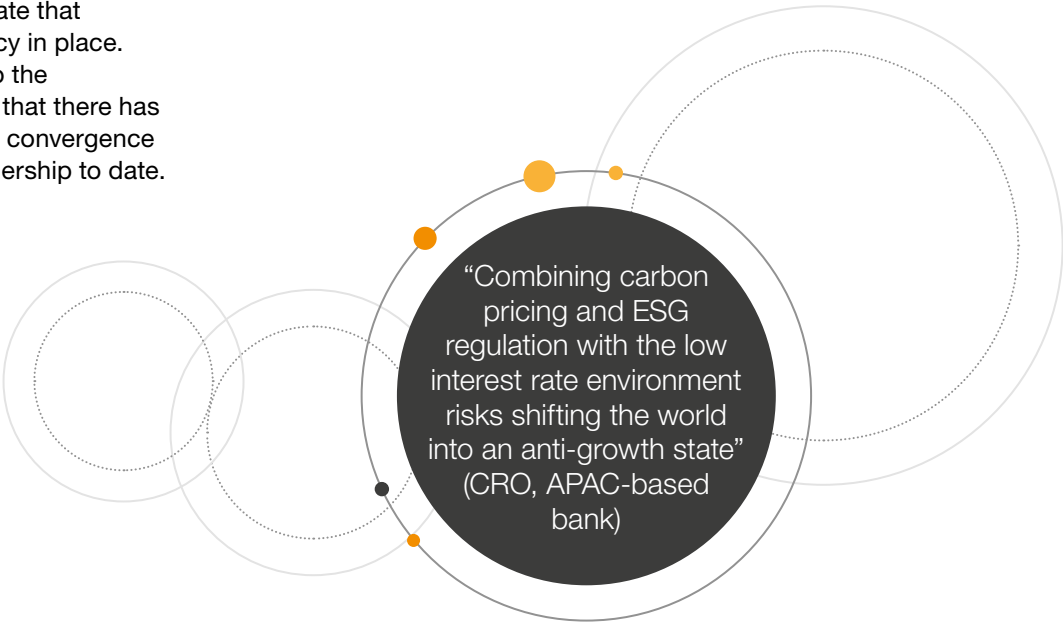 ate that
cy in place.
o the
that there has
convergence
ership to date.
“Combining carbon
pricing and ESG
regulation with the low
interest rate environment
risks shifting the world
into an anti-growth state”
(CRO, APAC-based
bank)